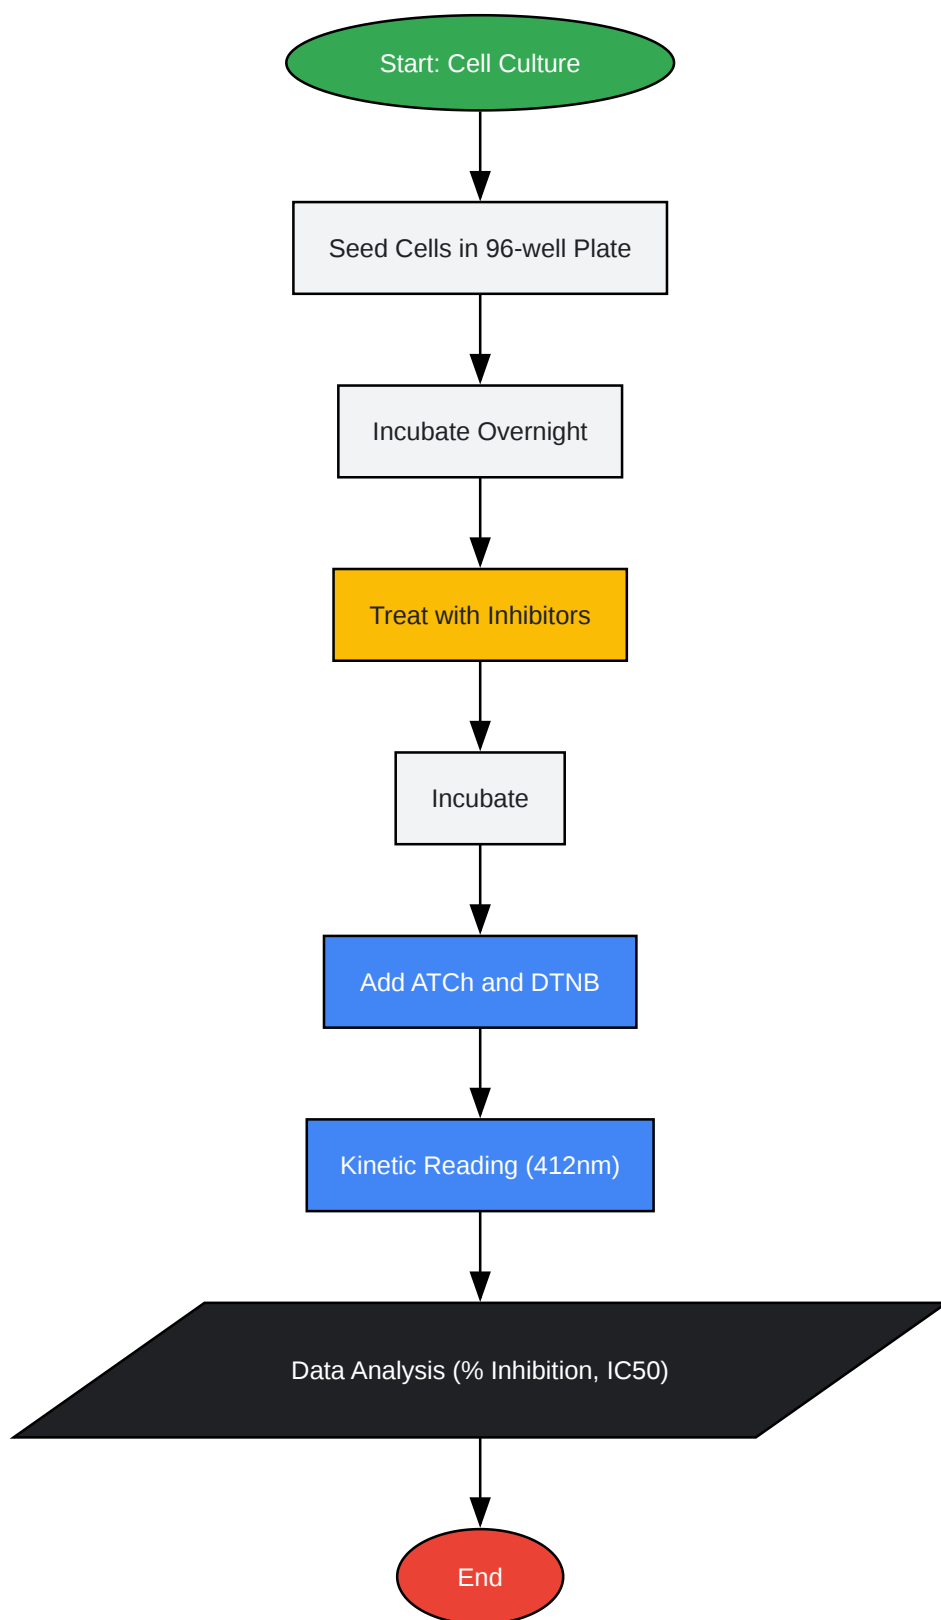 Start: Cell Culture
Seed Cells in 96-well Plate
Incubate Overnight
Treat with Inhibitors
Incubate
Add ATCh and DTNB
Kinetic Reading (412nm)
Data Analysis (% Inhibition, IC50)
End